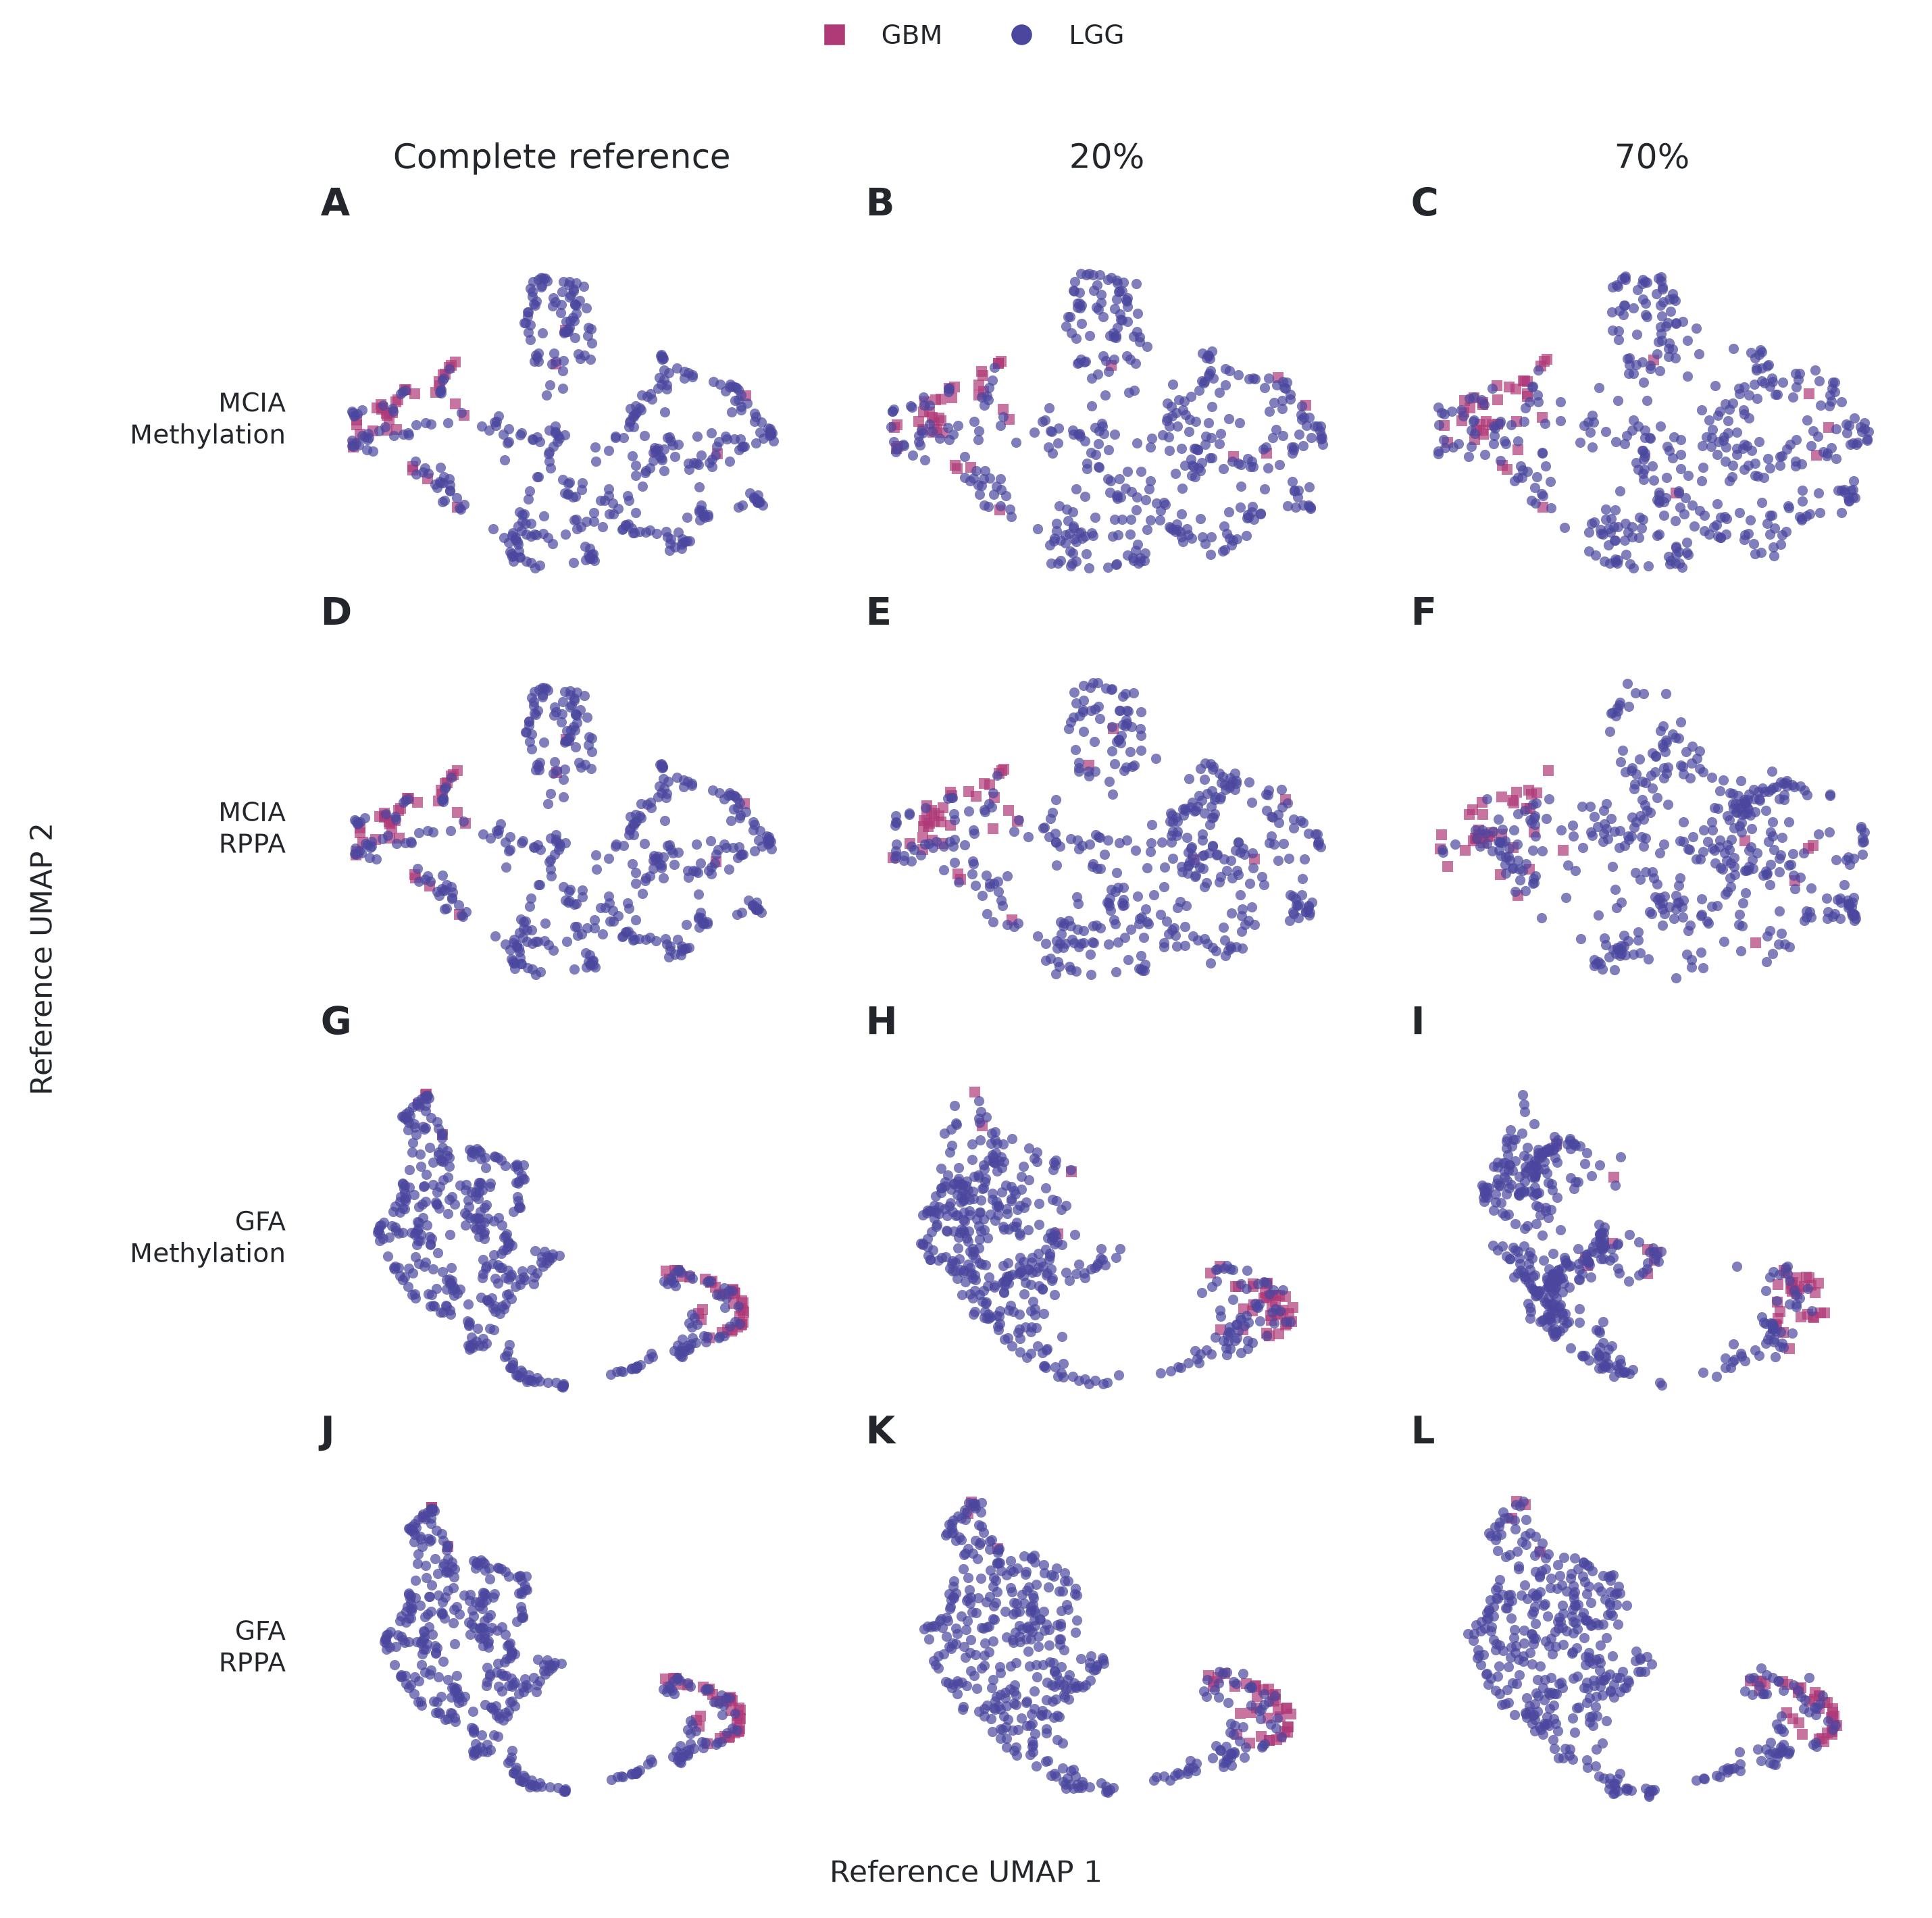 GBM LGG
Complete reference 20% 70%
A B C
MCIA
Methylation
D E F
MCIA
RPPA
Reference UMAP 2
G H I
GFA
Methylation
J K L
GFA
RPPA
Reference UMAP 1